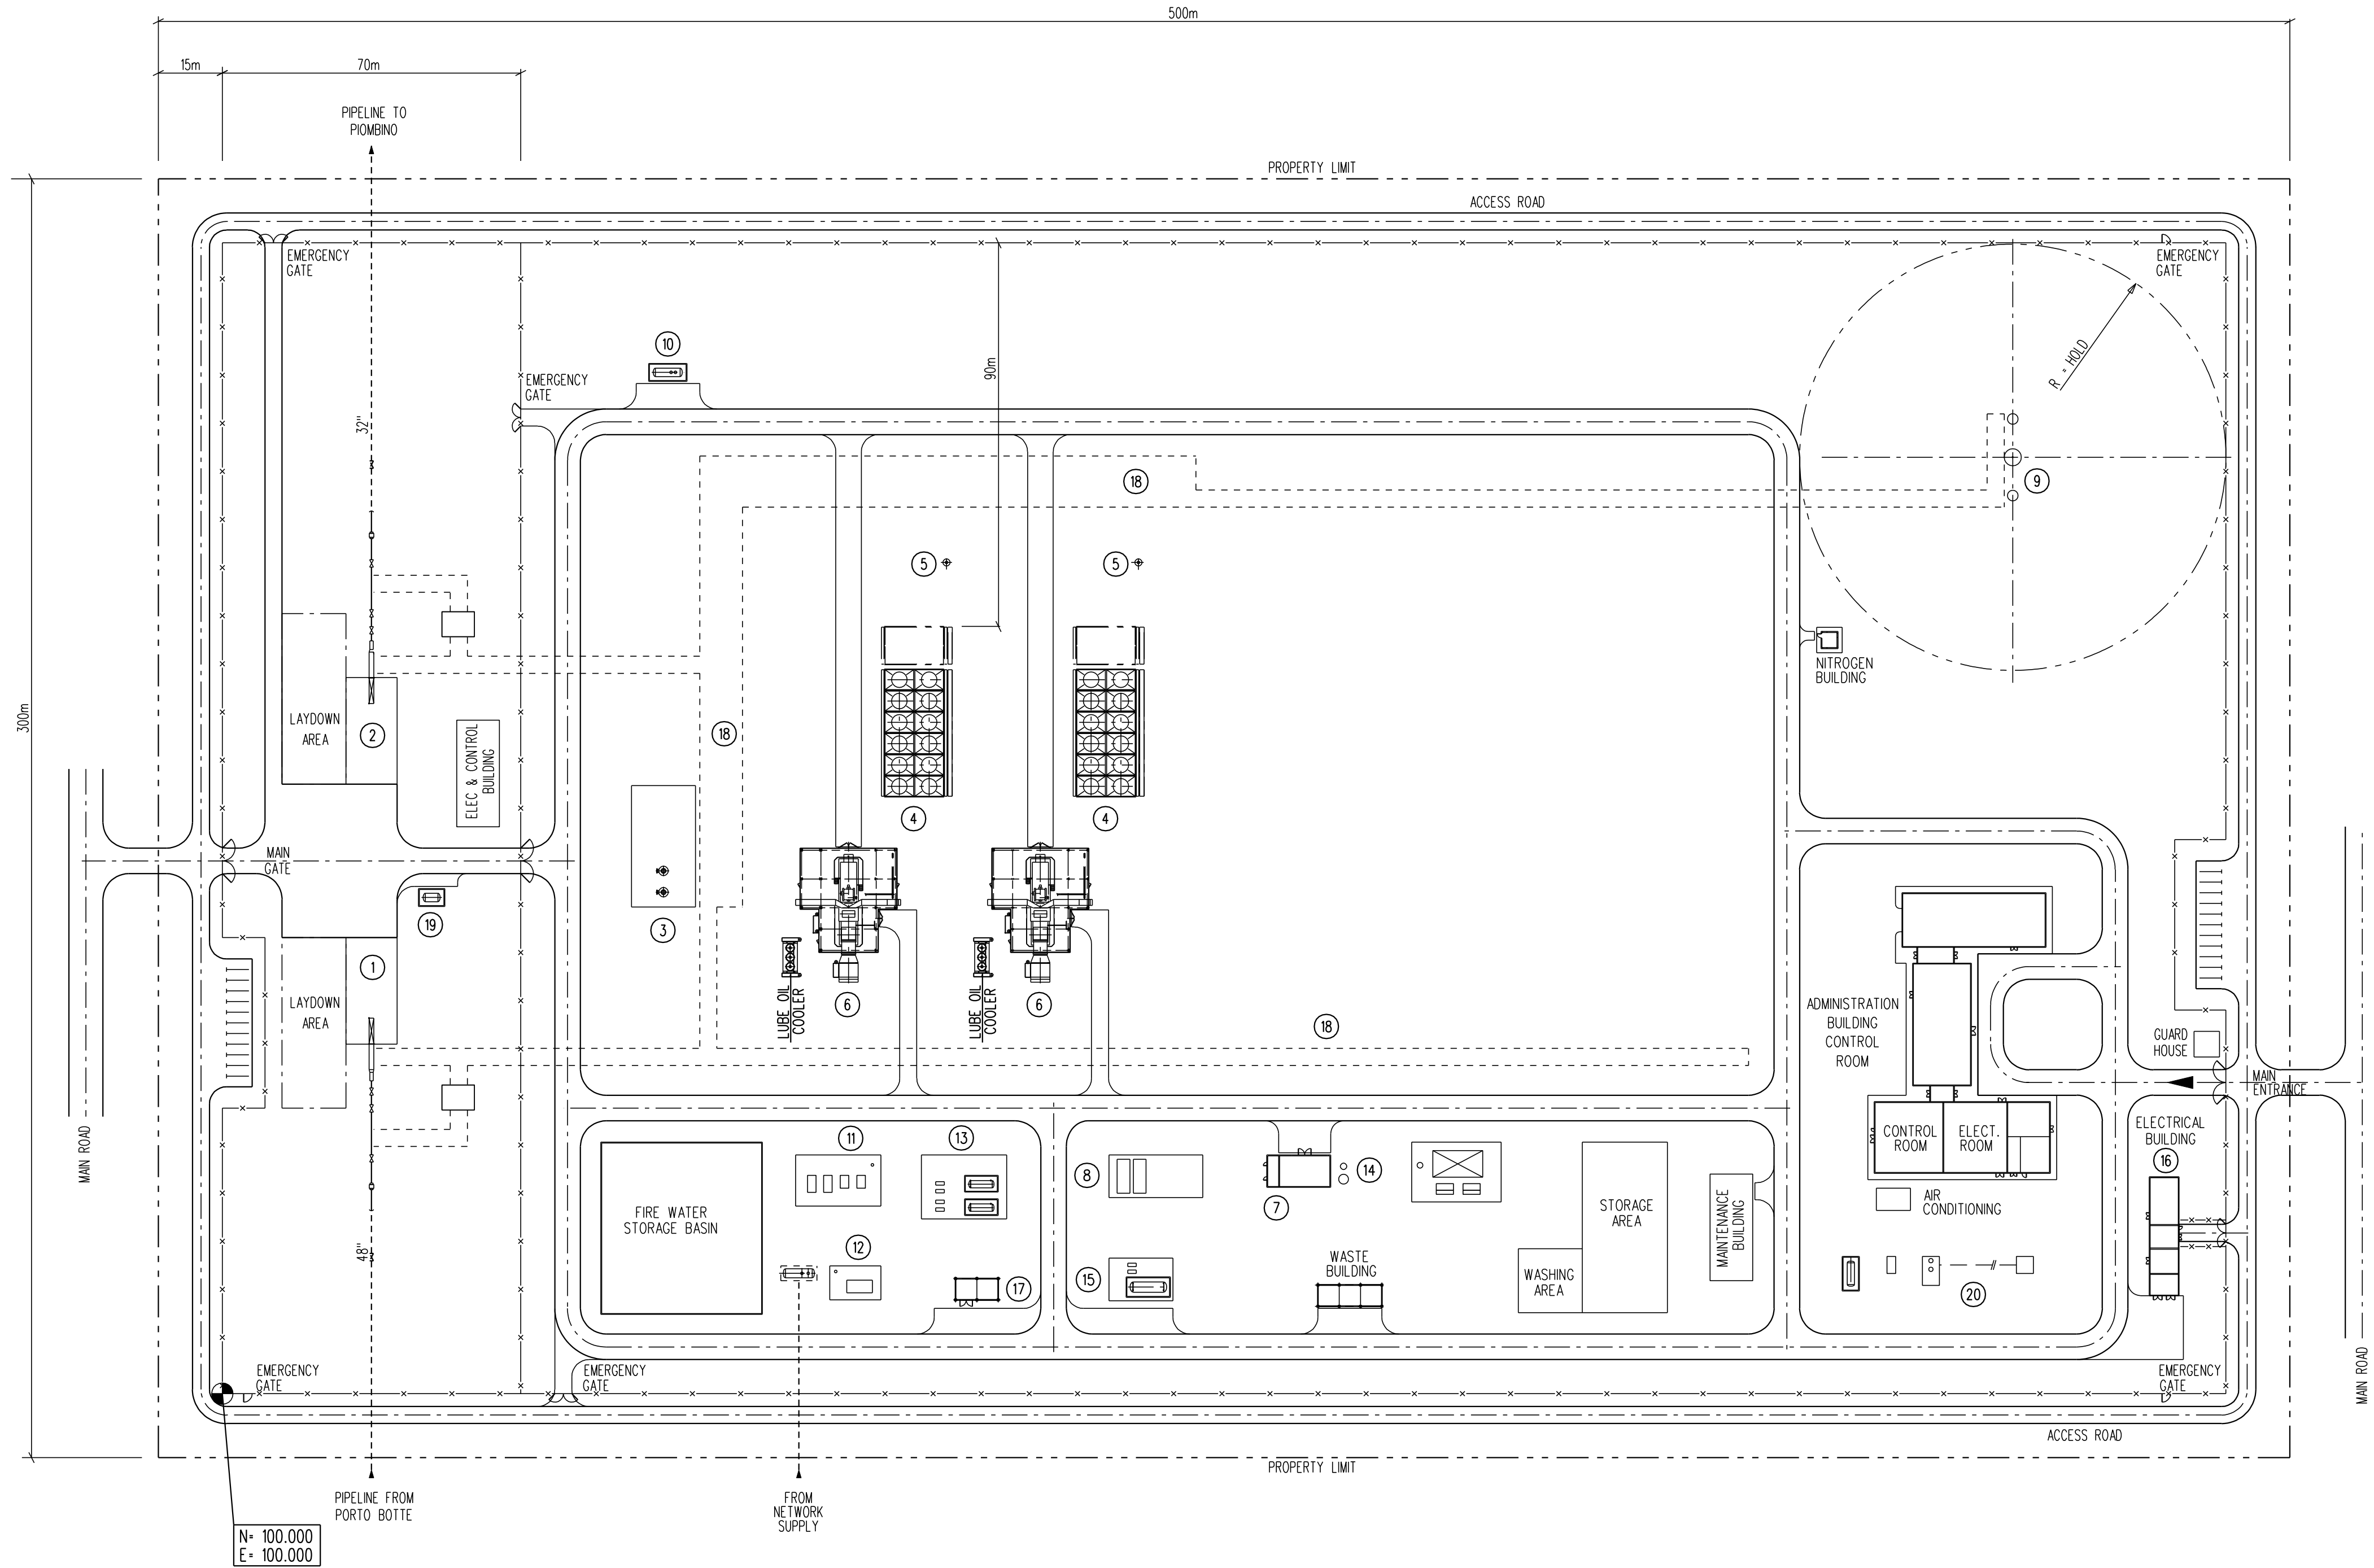 500m
15m
70m
PIPELINE TO
PIOMBINO
PROPERTY LIMIT
ACCESS ROAD
EMERGENCY
GATE
EMERGENCY
GATE
10
90m
R = HOLD
EMERGENCY
GATE
32"
18
9
5
5
NITROGEN
BUILDING
300m
LAYDOWN
AREA
2
ELEC & CONTROL
BUILDING
18
4
4
MAIN
GATE
19
3
1
LAYDOWN
AREA
LUBE OIL
COOLER
6
LUBE OIL
COOLER
6
18
ADMINISTRATION
BUILDING
CONTROL
ROOM
GUARD
HOUSE
MAIN
ENTRANCE
MAIN ROAD
CONTROL
ROOM
ELECT.
ROOM
ELECTRICAL
BUILDING
16
11
13
8
7
14
FIRE WATER
STORAGE BASIN
STORAGE
AREA
MAINTENANCE
BUILDING
AIR
CONDITIONING
48"
12
17
15
WASTE
BUILDING
WASHING
AREA
20
EMERGENCY
GATE
EMERGENCY
GATE
EMERGENCY
GATE
MAIN ROAD
ACCESS ROAD
PROPERTY LIMIT
PIPELINE FROM
PORTO BOTTE
FROM
NETWORK
SUPPLY
N= 100.000
E= 100.000